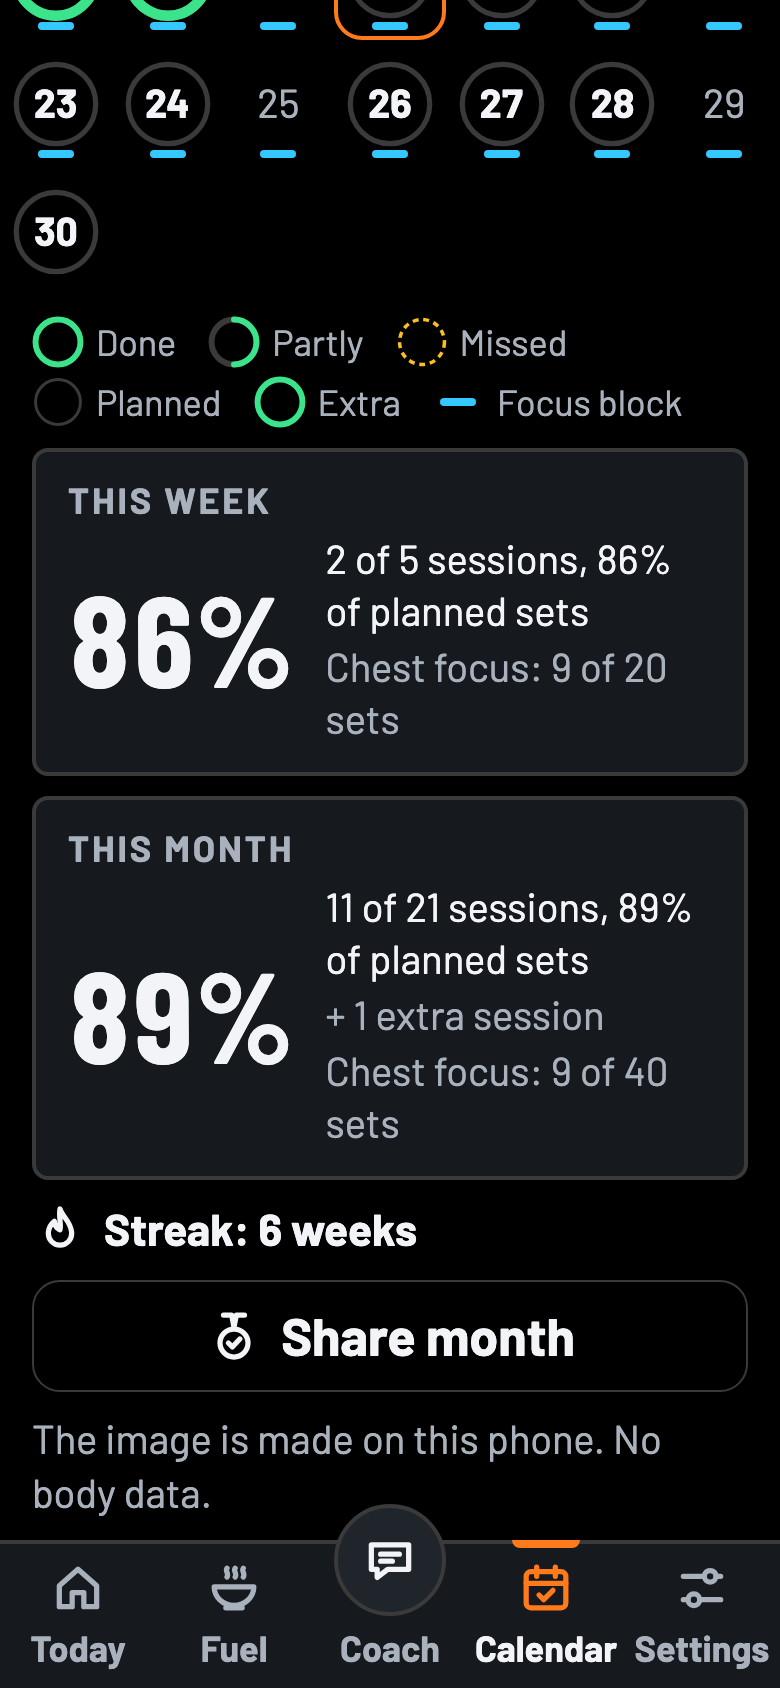 23 24 25 26 27 28 29
30
Done Partly Missed
Planned Extra Focus block
THIS WEEK
86%
2 of 5 sessions, 86%
of planned sets
Chest focus: 9 of 20
sets
THIS MONTH
89%
11 of 21 sessions, 89%
of planned sets
+ 1 extra session
Chest focus: 9 of 40
sets
Streak: 6 weeks
Share month
The image is made on this phone. No
body data.
Today Fuel Coach Calendar Settings